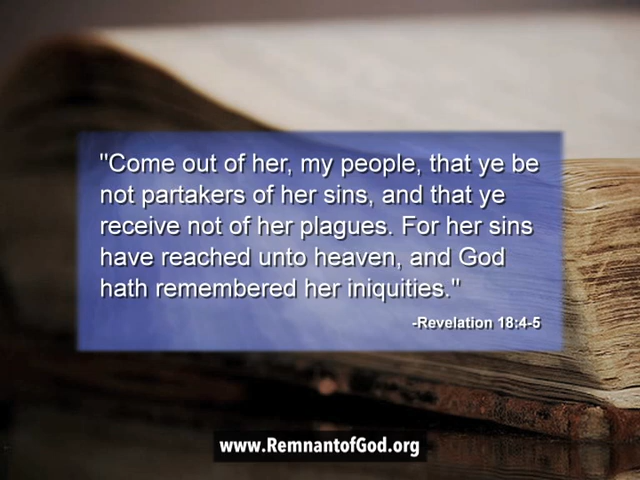 "Come out of her, my people, that ye be
not partakers of her sins, and that ye
receive not of her plagues. For her sins
have reached unto heaven, and God
hath remembered her iniquities."
-Revelation 18:4-5
www.RemnantofGod.org